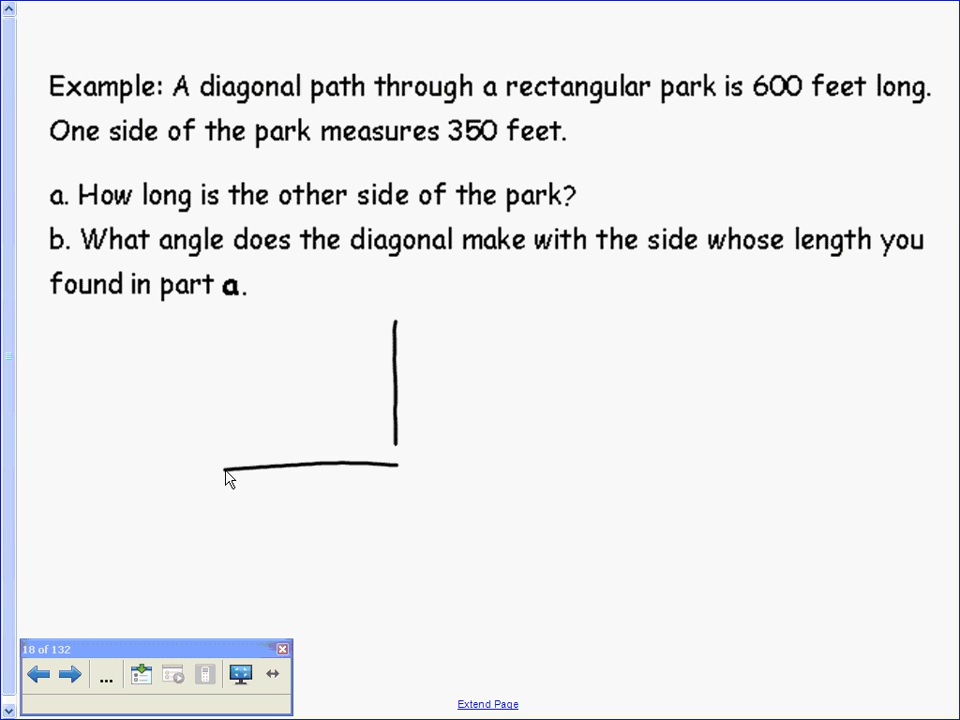 Example: A diagonal path through a rectangular park is 600 feet long.
One side of the park measures 350 feet.
a. How long is the other side of the park?
b. What angle does the diagonal make with the side whose length you
found in part a.
18 of 132
...
Extend Page